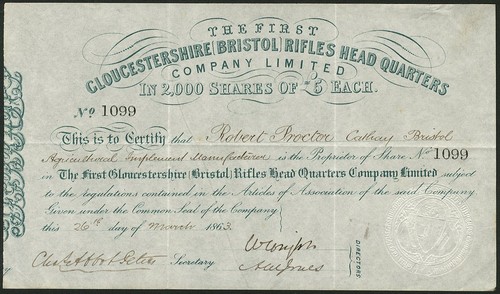 THE FIRST
GLOUCESTERSHIRE (BRISTOL) RIFLES HEAD QUARTERS
COMPANY LIMITED
IN 2,000 SHARES OF £5 EACH.
No 1099
This is to Certify that Robert Proctor Cathay Bristol
Agricultural Implement Manufacturer is the Proprietor of Share No 1099
in The First Gloucestershire (Bristol) Rifles Head Quarters Company Limited subject
to the regulations contained in the Articles of Association of the said Company
Given under the Common Seal of the Company
this 26th day of March 1863.
Secretary
DIRECTORS